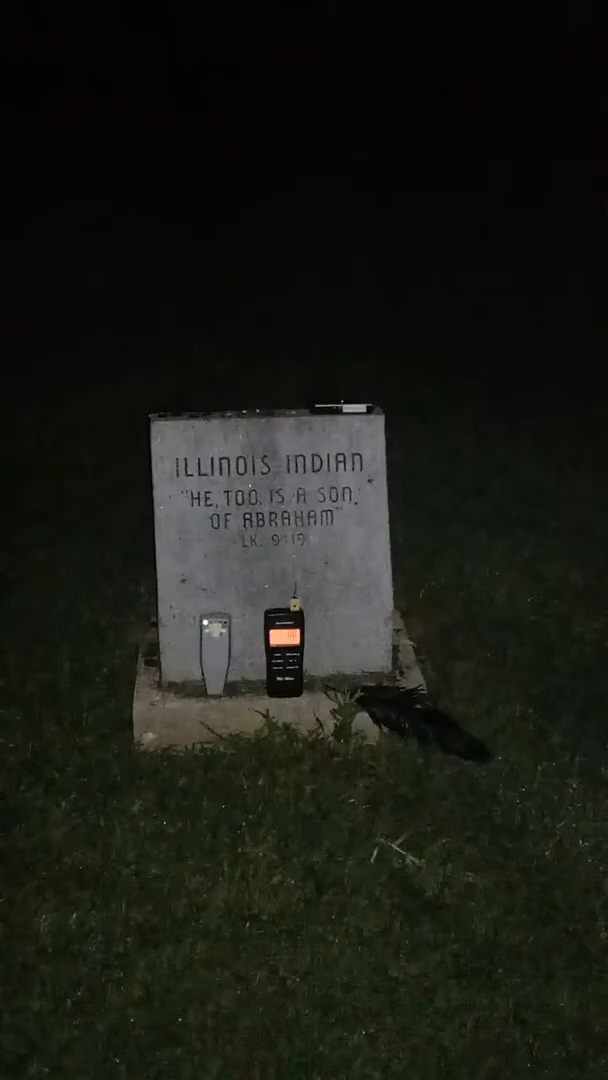 ILLINOIS INDIAN
"HE, TOO, IS A SON,
OF ABRAHAM"
LK. 9:19